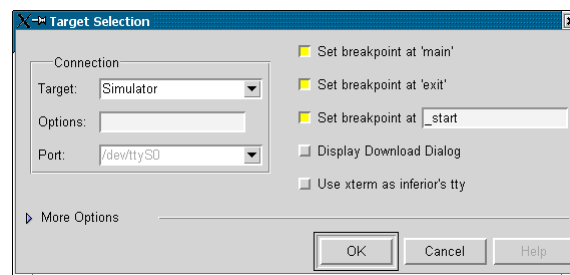 Target Selection
Connection
Target: Simulator
Options:
Port: /dev/ttyS0
Set breakpoint at 'main'
Set breakpoint at 'exit'
Set breakpoint at _start
Display Download Dialog
Use xterm as inferior's tty
More Options
OK Cancel Help